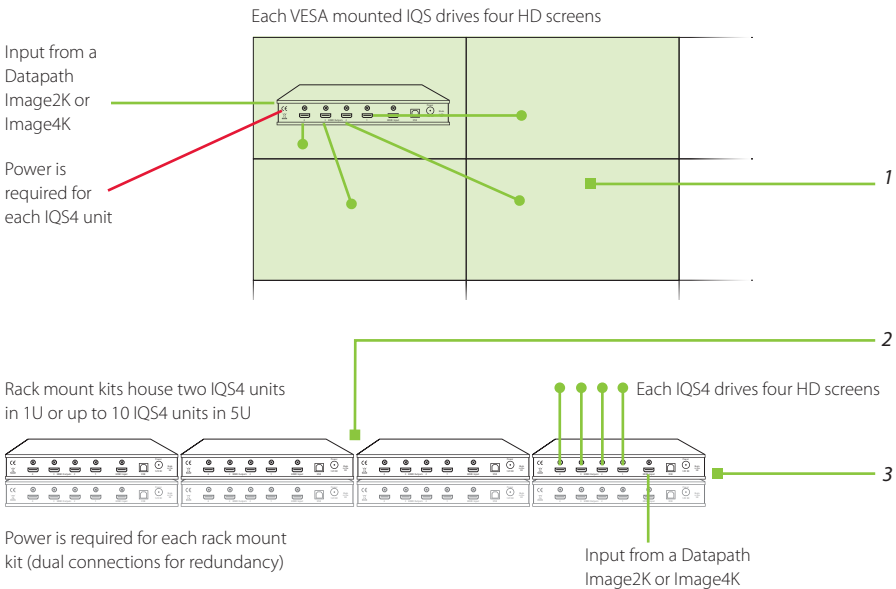 Each VESA mounted IQS drives four HD screens
Input from a
Datapath
Image2K or
Image4K
Power is
required for
each IQS4 unit
1
2
Rack mount kits house two IQS4 units
in 1U or up to 10 IQS4 units in 5U
Each IQS4 drives four HD screens
3
Power is required for each rack mount
kit (dual connections for redundancy)
Input from a Datapath
Image2K or Image4K